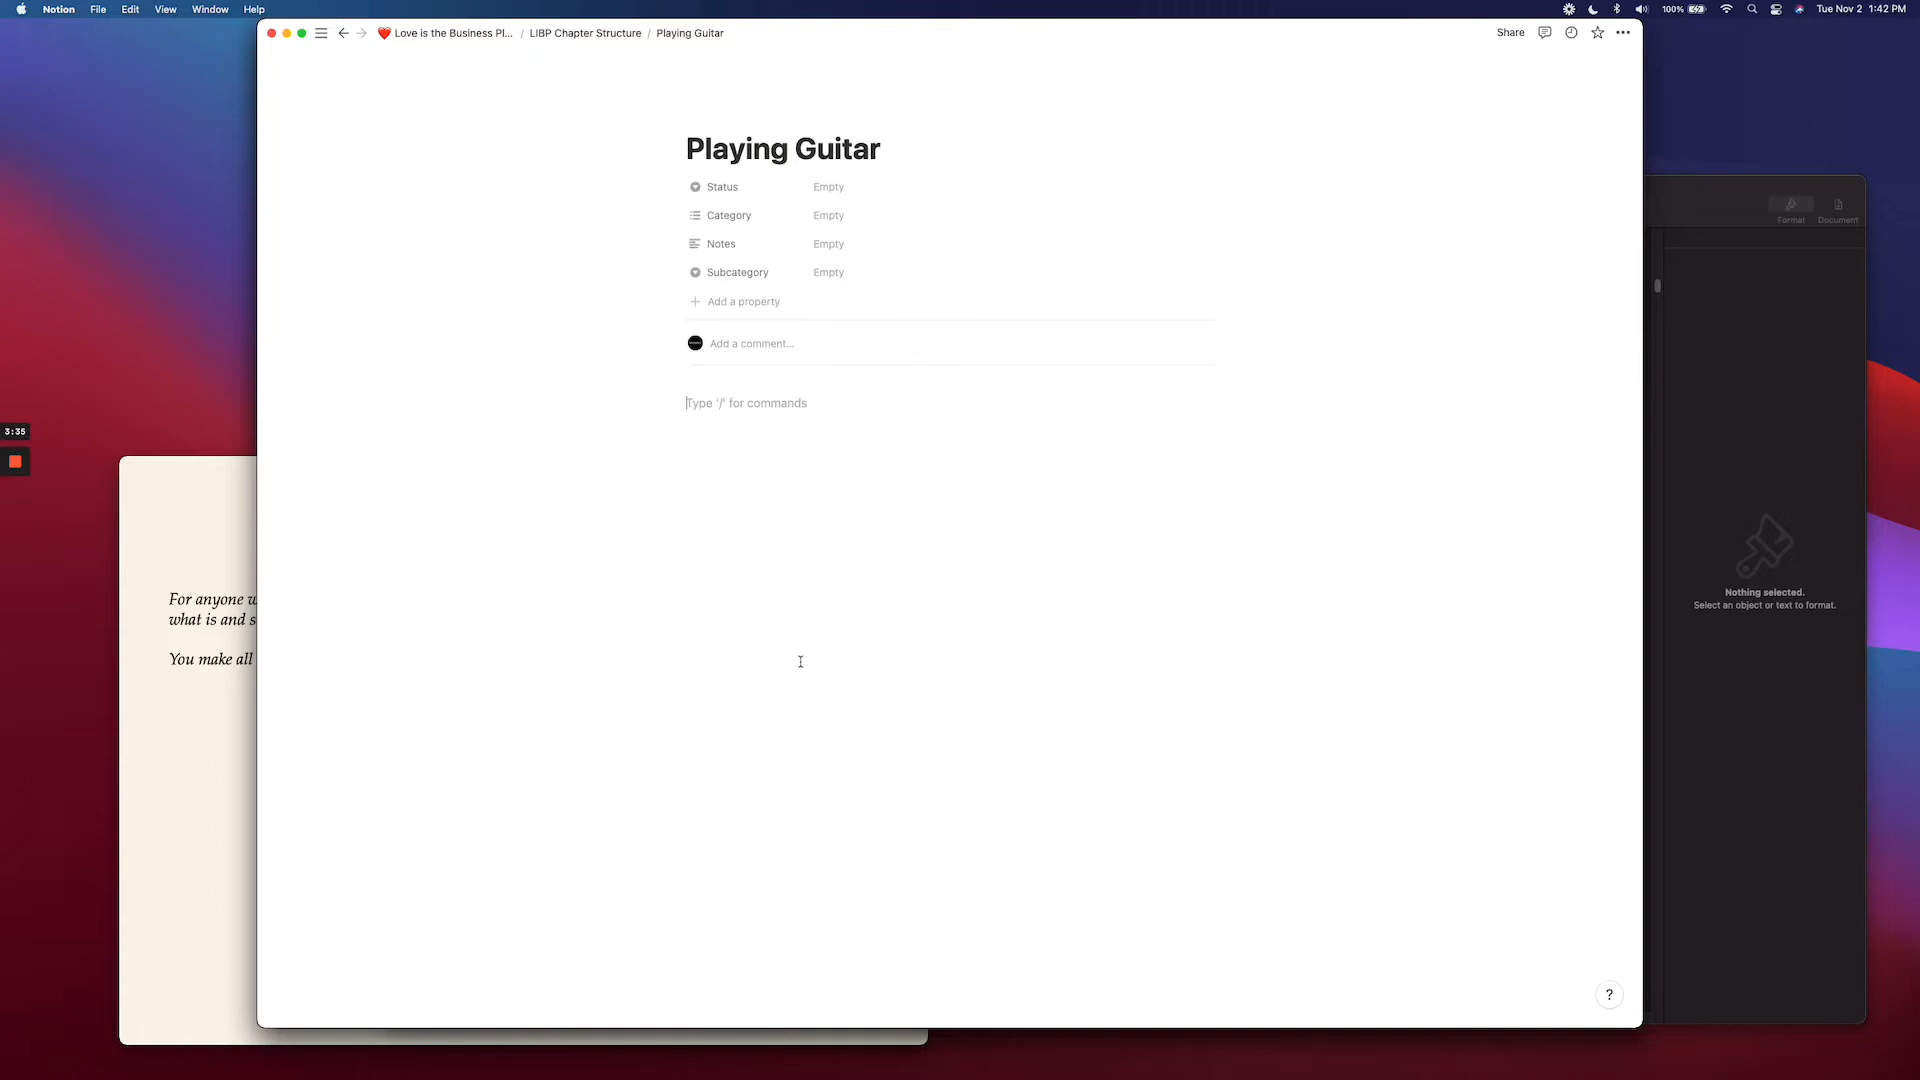 Notion File Edit View Window Help 100% Tue Nov 2 1:42 PM
Love is the Business Pl... / LIBP Chapter Structure / Playing Guitar Share
Playing Guitar
Status Empty
Category Empty
Notes Empty
Subcategory Empty
Add a property
Add a comment...
Type '/' for commands
Format Document
3:35
For anyone w
what is and s
You make all
Nothing selected.
Select an object or text to format.
?